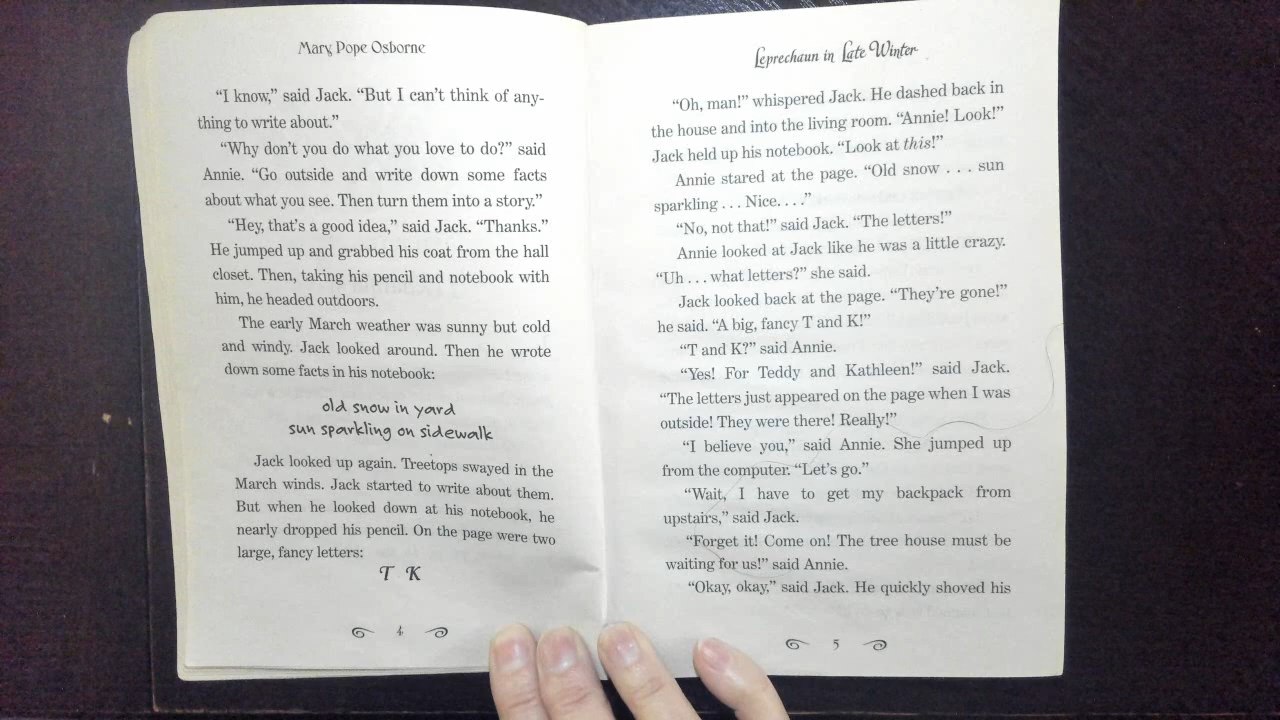 Mary Pope Osborne
“I know,” said Jack. “But I can’t think of any-
thing to write about.”
“Why don’t you do what you love to do?” said
Annie. “Go outside and write down some facts
about what you see. Then turn them into a story.”
“Hey, that’s a good idea,” said Jack. “Thanks.”
He jumped up and grabbed his coat from the hall
closet. Then, taking his pencil and notebook with
him, he headed outdoors.
The early March weather was sunny but cold
and windy. Jack looked around. Then he wrote
down some facts in his notebook:
old snow in yard
sun sparkling on sidewalk
Jack looked up again. Treetops swayed in the
March winds. Jack started to write about them.
But when he looked down at his notebook, he
nearly dropped his pencil. On the page were two
large, fancy letters:
T K
4
Leprechaun in Late Winter
“Oh, man!” whispered Jack. He dashed back in
the house and into the living room. “Annie! Look!”
Jack held up his notebook. “Look at this!”
Annie stared at the page. “Old snow . . . sun
sparkling . . . Nice. . . .”
“No, not that!” said Jack. “The letters!”
Annie looked at Jack like he was a little crazy.
“Uh . . . what letters?” she said.
Jack looked back at the page. “They’re gone!”
he said. “A big, fancy T and K!”
“T and K?” said Annie.
“Yes! For Teddy and Kathleen!” said Jack.
“The letters just appeared on the page when I was
outside! They were there! Really!”
“I believe you,” said Annie. She jumped up
from the computer. “Let’s go.”
“Wait, I have to get my backpack from
upstairs,” said Jack.
“Forget it! Come on! The tree house must be
waiting for us!” said Annie.
“Okay, okay,” said Jack. He quickly shoved his
5